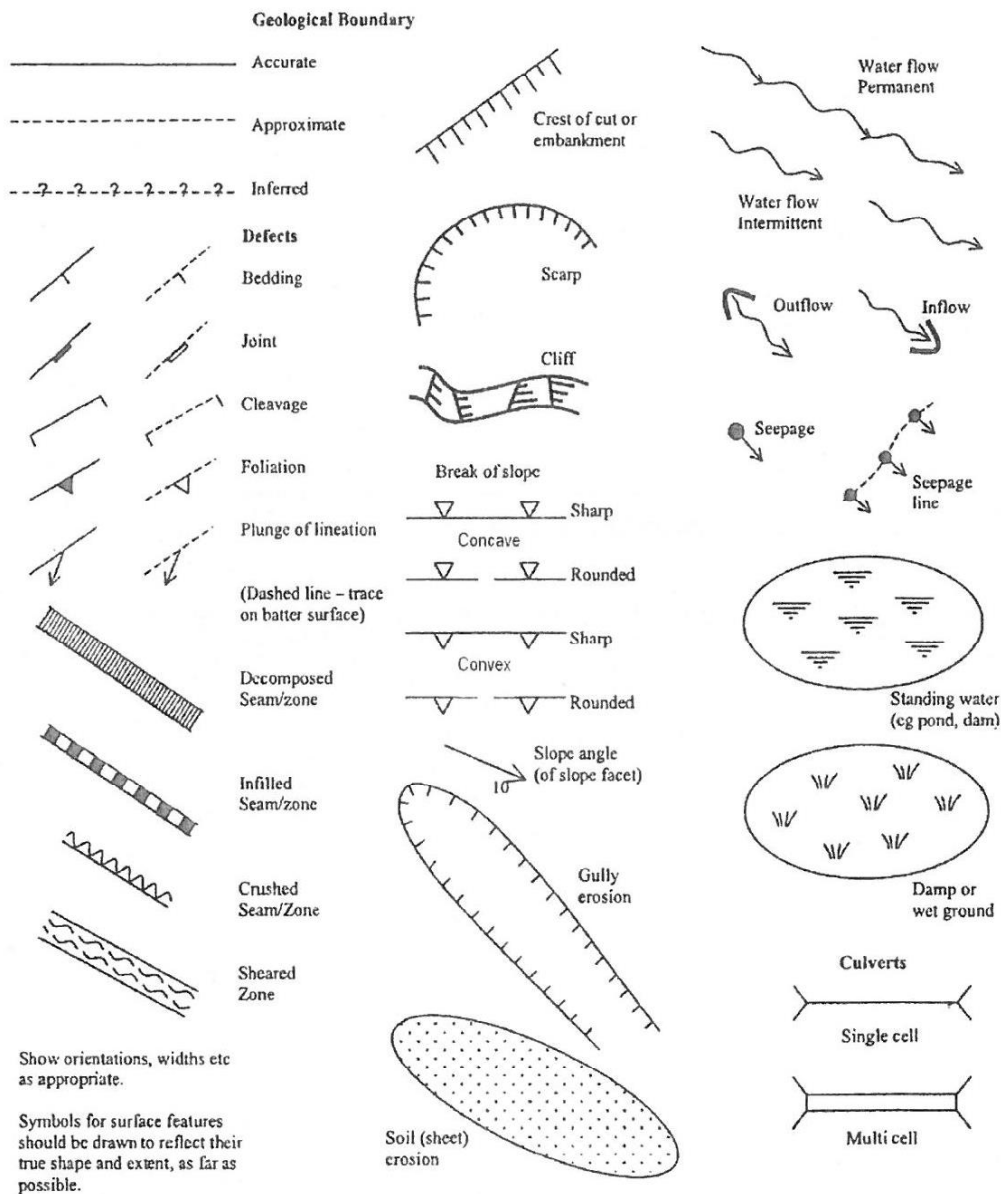 Geological Boundary
Accurate
Approximate
? ? ? ? ? ?
Inferred
Defects
Bedding
Joint
Cleavage
Foliation
Plunge of lineation
(Dashed line – trace
on batter surface)
Decomposed
Seam/zone
Infilled
Seam/zone
Crushed
Seam/Zone
Sheared
Zone
Show orientations, widths etc
as appropriate.
Symbols for surface features
should be drawn to reflect their
true shape and extent, as far as
possible.
Crest of cut or
embankment
Scarp
Cliff
Break of slope
Sharp
Concave
Rounded
Sharp
Convex
Rounded
Slope angle
(of slope facet)
10
Gully
erosion
Soil (sheet)
erosion
Water flow
Permanent
Water flow
Intermittent
Outflow
Inflow
Seepage
Seepage
line
Standing water
(eg pond, dam)
Damp or
wet ground
Culverts
Single cell
Multi cell